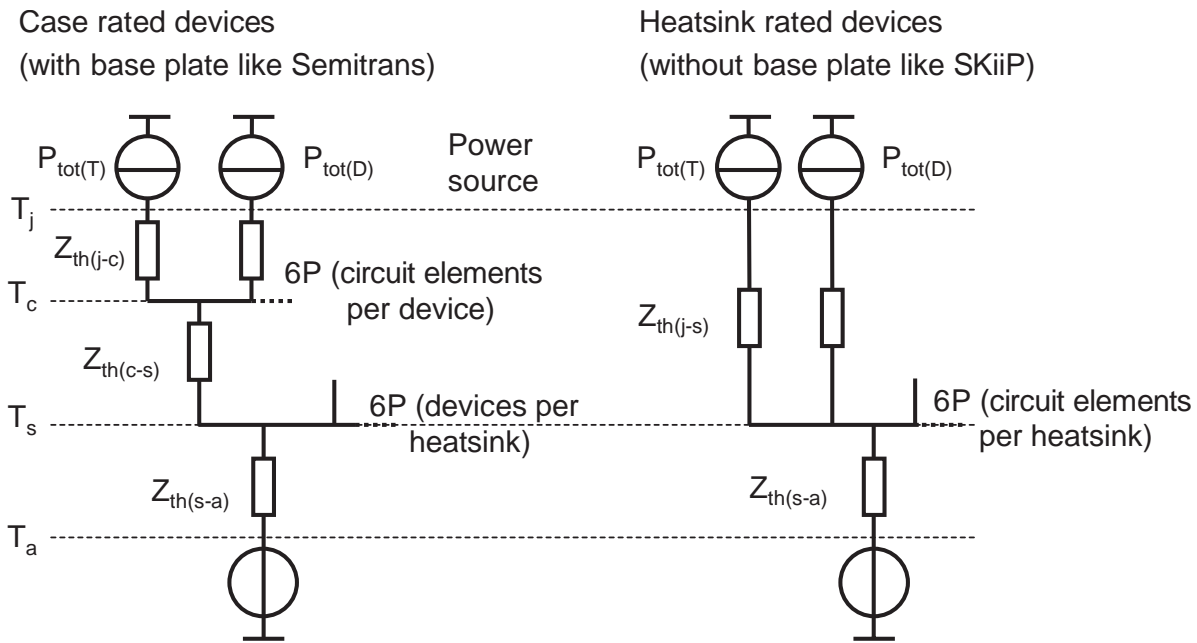 Case rated devices
(with base plate like Semitrans)
Heatsink rated devices
(without base plate like SKiiP)
P_tot(T)
P_tot(D)
Power
source
P_tot(T)
P_tot(D)
T_j
Z_th(j-c)
6P (circuit elements
per device)
T_c
Z_th(j-s)
Z_th(c-s)
6P (devices per
heatsink)
6P (circuit elements
per heatsink)
T_s
Z_th(s-a)
Z_th(s-a)
T_a